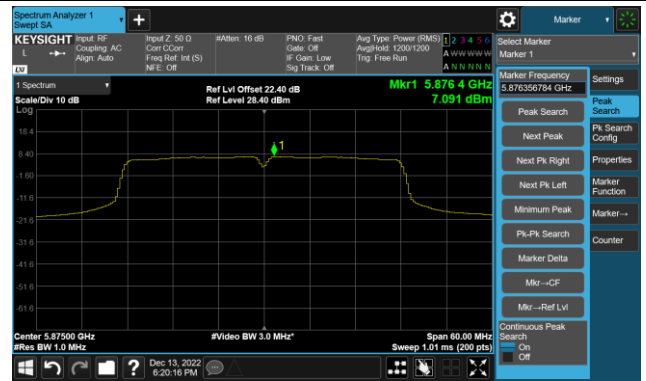 Spectrum Analyzer 1
Swept SA
Marker
KEYSIGHT
L
LXI
Input: RF
Coupling: AC
Align: Auto
Input Z: 50 Ω
Corr CCorr
Freq Ref: Int (S)
NFE: Off
#Atten: 16 dB
PNO: Fast
Gate: Off
IF Gain: Low
Sig Track: Off
Avg Type: Power (RMS)
Avg|Hold: 1200/1200
Trig: Free Run
1 2 3 4 5 6
A W W W W W
A N N N N N
Select Marker
Marker 1
1 Spectrum
Scale/Div 10 dB
Log
Ref Lvl Offset 22.40 dB
Ref Level 28.40 dBm
Mkr1 5.876 4 GHz
7.091 dBm
18.4
8.40
-1.60
-11.6
-21.6
-31.6
-41.6
-51.6
-61.6
1
Center 5.87500 GHz
#Res BW 1.0 MHz
#Video BW 3.0 MHz*
Span 60.00 MHz
Sweep 1.01 ms (200 pts)
Marker Frequency
5.876356784 GHz
Peak Search
Next Peak
Next Pk Right
Next Pk Left
Minimum Peak
Pk-Pk Search
Marker Delta
Mkr→CF
Mkr→Ref Lvl
Continuous Peak
Search
On
Off
Settings
Peak
Search
Pk Search
Config
Properties
Marker
Function
Marker→
Counter
?
Dec 13, 2022
6:20:16 PM